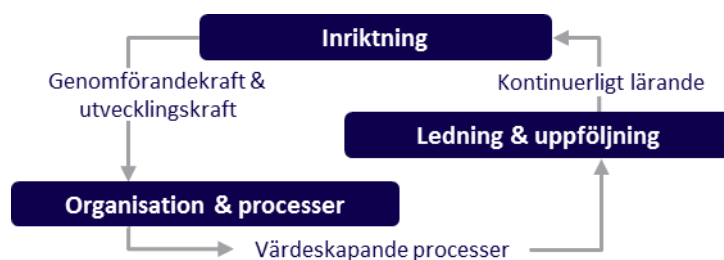 Inriktning
Genomförandekraft &
utvecklingskraft
Kontinuerligt lärande
Ledning & uppföljning
Organisation & processer
Värdeskapande processer